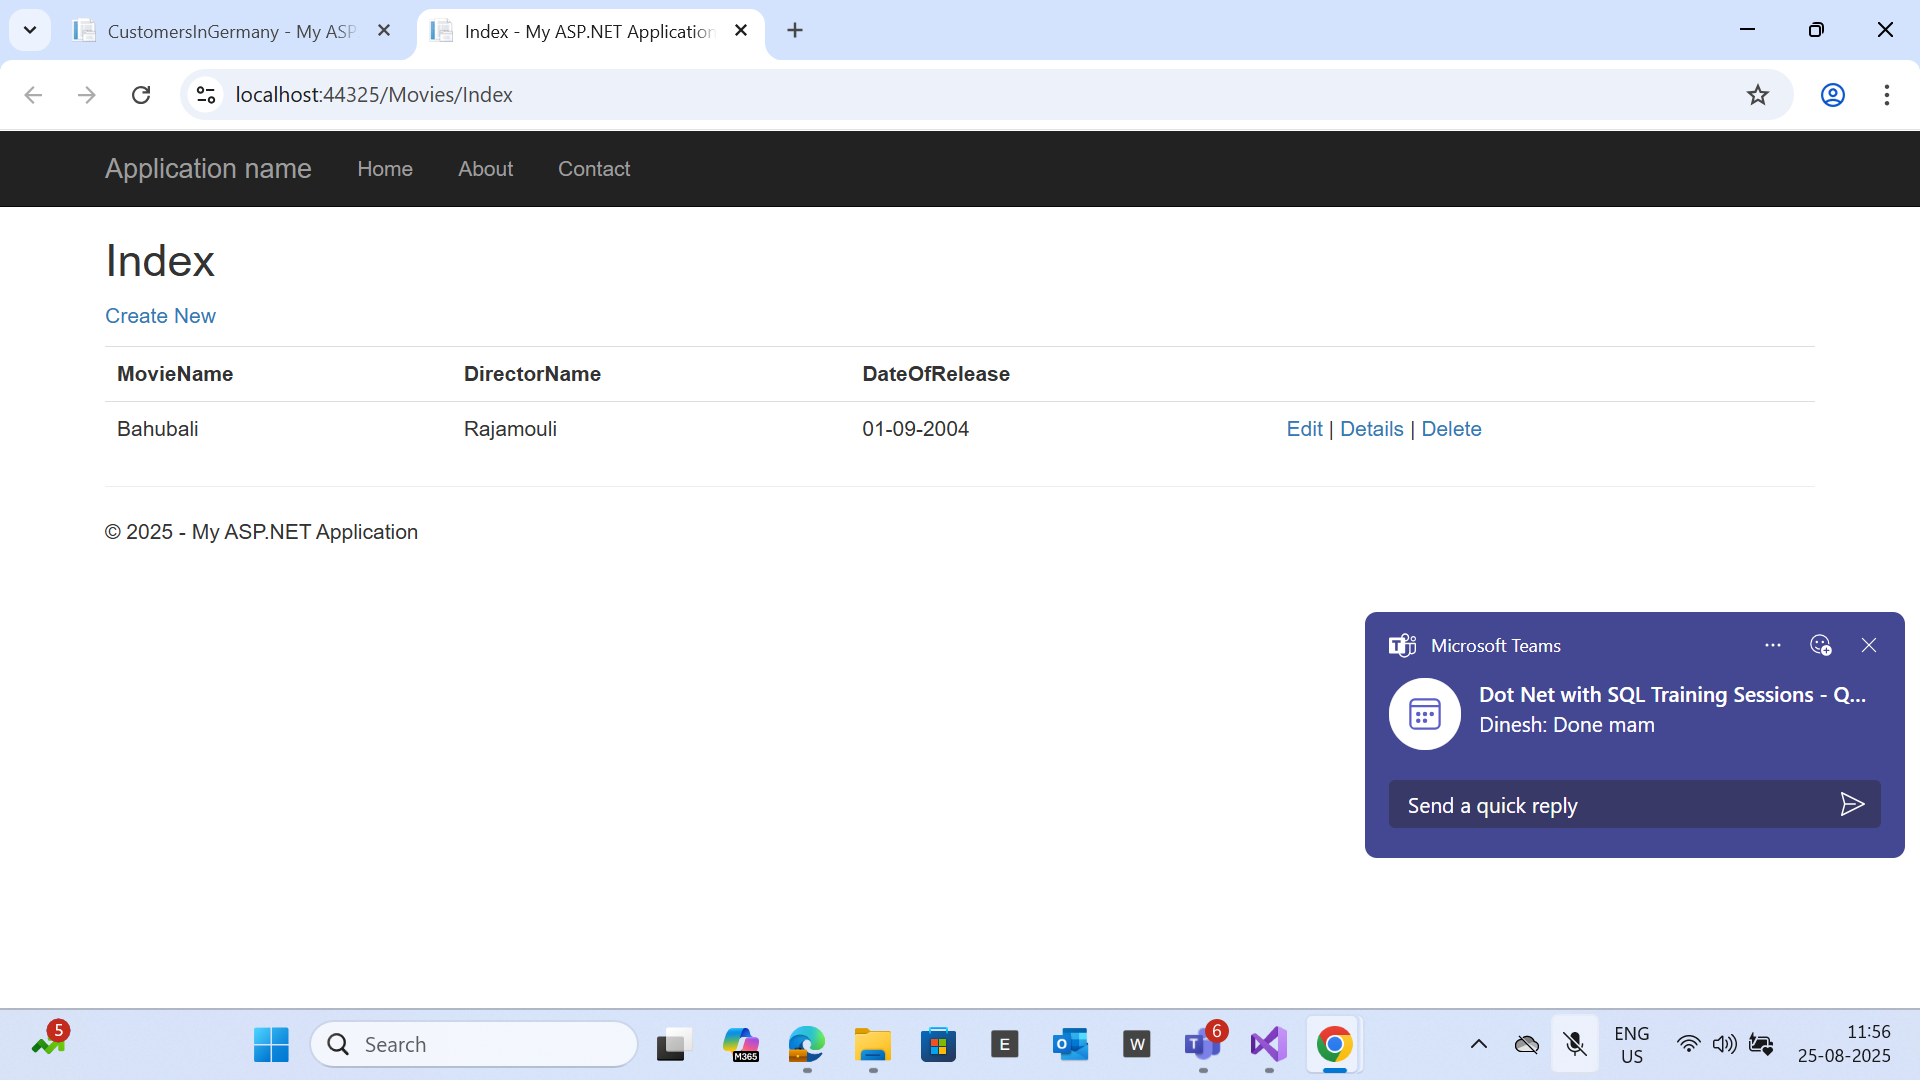 CustomersInGermany - My ASP
Index - My ASP.NET Application
localhost:44325/Movies/Index
Application name Home About Contact
Index
Create New
MovieName DirectorName DateOfRelease
Bahubali Rajamouli 01-09-2004 Edit | Details | Delete
© 2025 - My ASP.NET Application
Microsoft Teams
Dot Net with SQL Training Sessions - Q...
Dinesh: Done mam
Send a quick reply
5
Search
M365
E
W
6
ENG
US
11:56
25-08-2025